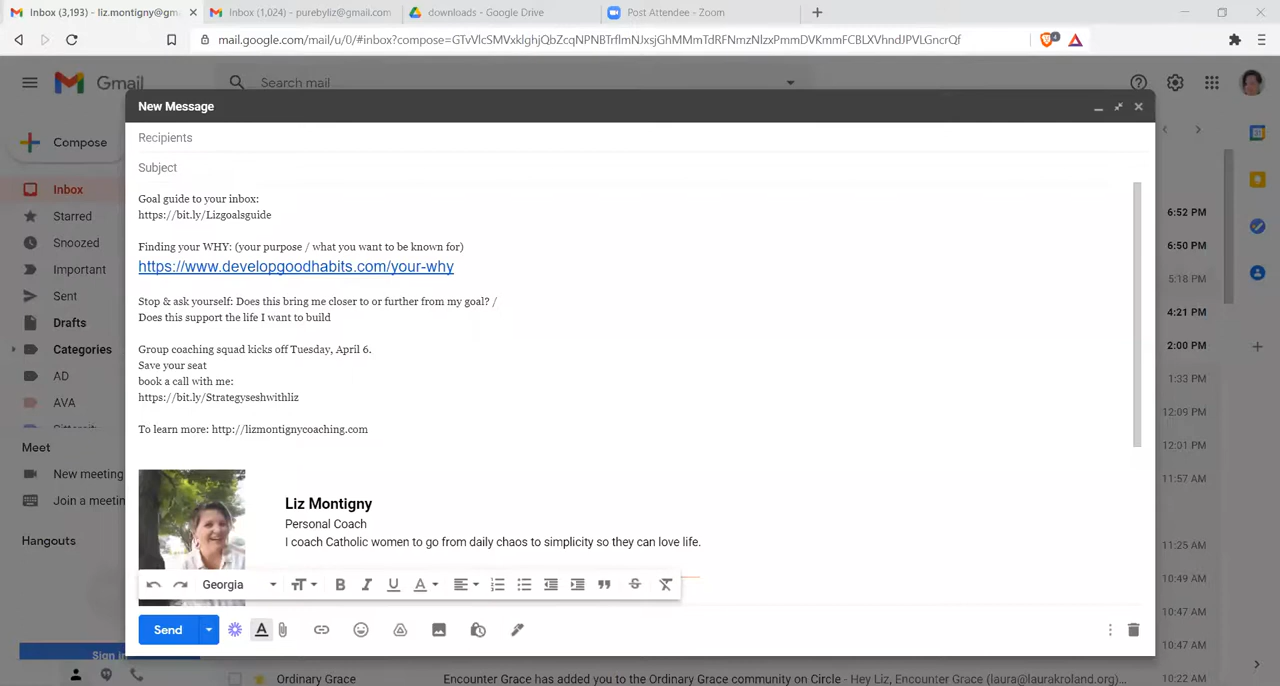 Inbox (3,193) - liz.montigny@gm
Inbox (1,024) - purebyliz@gmail.com
downloads - Google Drive
Post Attendee - Zoom
mail.google.com/mail/u/0/#inbox?compose=GTvVlcSMVxklghjQbZcqNPNBTrflmNJxsjGhMMmTdRFNmzNlzxPmmDVKmmFCBLXVhndJPVLGncrQf
4
Gmail
Search mail
New Message
Compose
Recipients
Subject
Inbox
Starred
Snoozed
Important
Sent
Drafts
Categories
AD
AVA
Meet
New meeting
Join a meetin
Hangouts
Sign in
Goal guide to your inbox:
https://bit.ly/Lizgoalsguide
Finding your WHY: (your purpose / what you want to be known for)
https://www.developgoodhabits.com/your-why
Stop & ask yourself: Does this bring me closer to or further from my goal? /
Does this support the life I want to build
Group coaching squad kicks off Tuesday, April 6.
Save your seat
book a call with me:
https://bit.ly/Strategyseshwithliz
To learn more: http://lizmontignycoaching.com
Liz Montigny
Personal Coach
I coach Catholic women to go from daily chaos to simplicity so they can love life.
Georgia
Send
6:52 PM
6:50 PM
5:18 PM
4:21 PM
2:00 PM
1:33 PM
12:09 PM
12:01 PM
11:57 AM
11:25 AM
10:49 AM
10:47 AM
10:47 AM
10:22 AM
Ordinary Grace
Encounter Grace has added you to the Ordinary Grace community on Circle - Hey Liz, Encounter Grace (laura@laurakroland.org)...